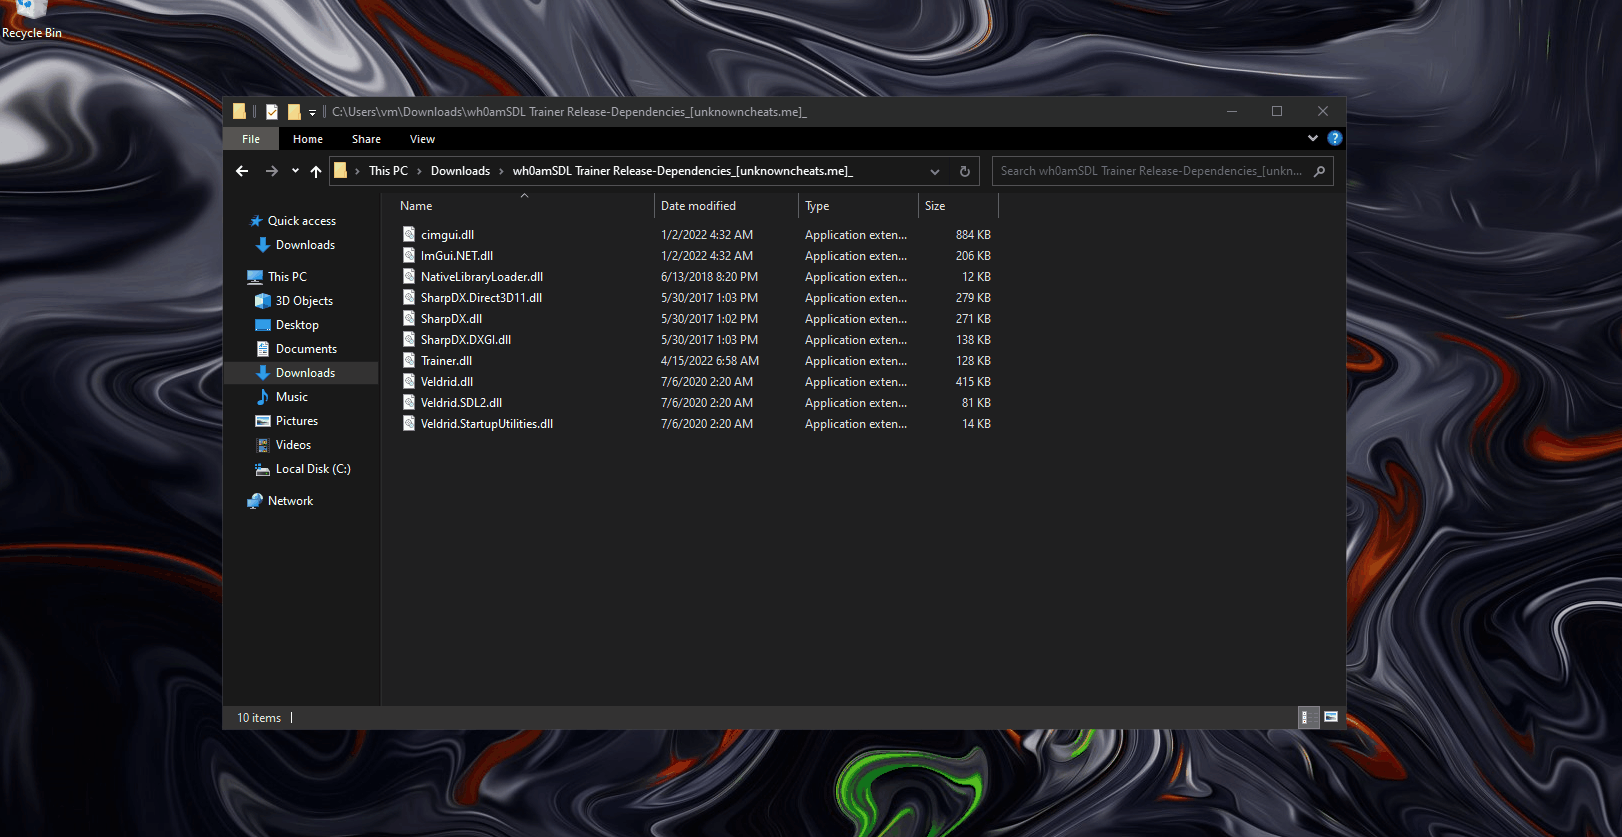 Recycle Bin
C:\Users\vm\Downloads\wh0amSDL Trainer Release-Dependencies_[unknowncheats.me]_
File Home Share View
This PC > Downloads > wh0amSDL Trainer Release-Dependencies_[unknowncheats.me]_ Search wh0amSDL Trainer Release-Dependencies_[unkn...
Name Date modified Type Size
Quick access
Downloads
This PC
3D Objects
Desktop
Documents
Downloads
Music
Pictures
Videos
Local Disk (C:)
Network
cimgui.dll 1/2/2022 4:32 AM Application exten... 884 KB
ImGui.NET.dll 1/2/2022 4:32 AM Application exten... 206 KB
NativeLibraryLoader.dll 6/13/2018 8:20 PM Application exten... 12 KB
SharpDX.Direct3D11.dll 5/30/2017 1:03 PM Application exten... 279 KB
SharpDX.dll 5/30/2017 1:02 PM Application exten... 271 KB
SharpDX.DXGI.dll 5/30/2017 1:03 PM Application exten... 138 KB
Trainer.dll 4/15/2022 6:58 AM Application exten... 128 KB
Veldrid.dll 7/6/2020 2:20 AM Application exten... 415 KB
Veldrid.SDL2.dll 7/6/2020 2:20 AM Application exten... 81 KB
Veldrid.StartupUtilities.dll 7/6/2020 2:20 AM Application exten... 14 KB
10 items